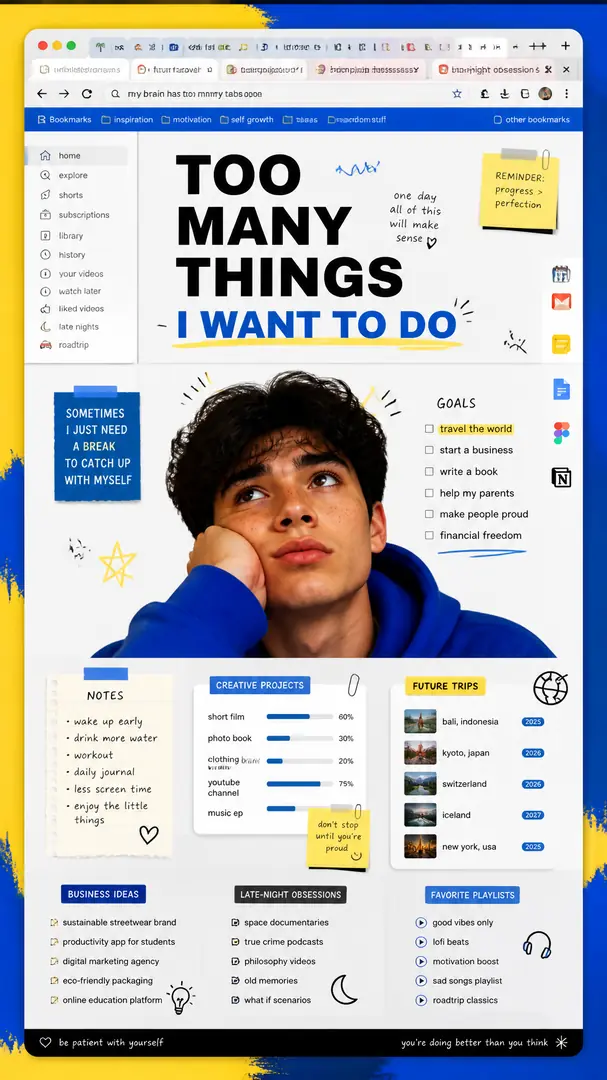 my brain has too mnmy tabs
Bookmarks
inspiration
motivation
self growth
other bookmarks
home
explore
shorts
subscriptions
library
history
your videos
watch later
liked videos
late nights
roadtrip
TOO
MANY
THINGS
I WANT TO DO
one day
all of this
will make
sense
REMINDER:
progress >
perfection
SOMETIMES
I JUST NEED
A BREAK
TO CATCH UP
WITH MYSELF
GOALS
travel the world
start a business
write a book
help my parents
make people proud
financial freedom
NOTES
• wake up early
• drink more water
• workout
• daily journal
• less screen time
• enjoy the little
things
CREATIVE PROJECTS
short film 60%
photo book 30%
clothing brand 20%
youtube 75%
channel
music ep
don't stop
until you're
proud
FUTURE TRIPS
bali, indonesia 2025
kyoto, japan 2026
switzerland 2026
iceland 2027
new york, usa 2025
BUSINESS IDEAS
sustainable streetwear brand
productivity app for students
digital marketing agency
eco-friendly packaging
online education platform
LATE-NIGHT OBSESSIONS
space documentaries
true crime podcasts
philosophy videos
old memories
what if scenarios
FAVORITE PLAYLISTS
good vibes only
lofi beats
motivation boost
sad songs playlist
roadtrip classics
be patient with yourself
you're doing better than you think